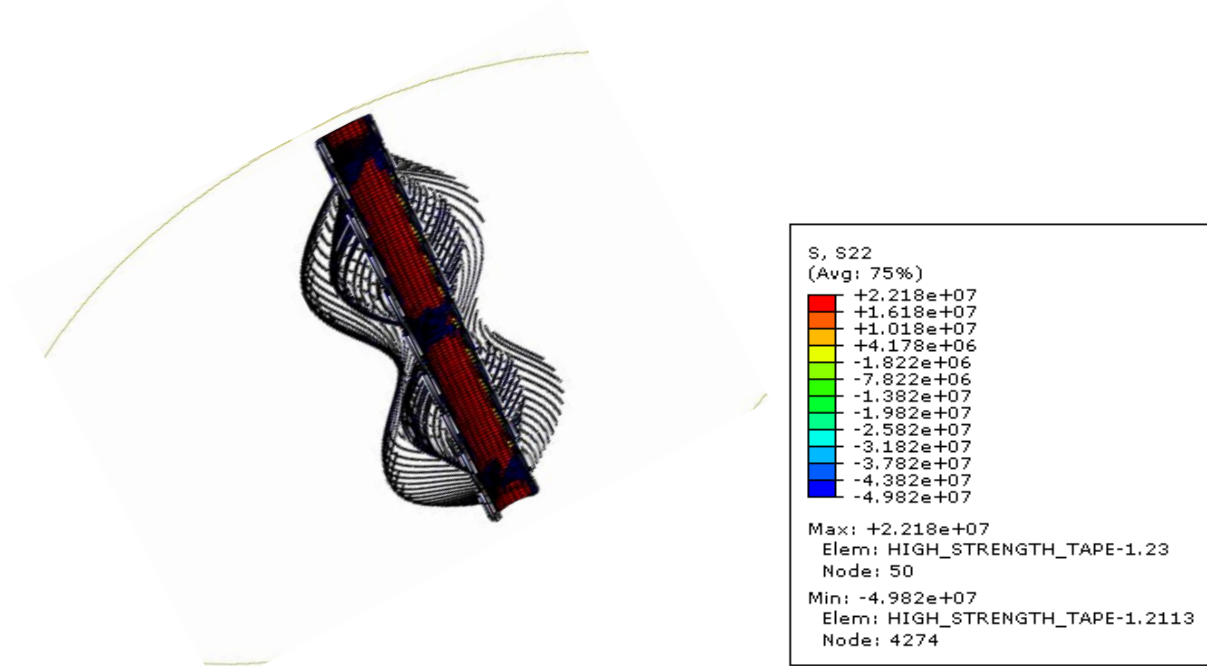 S, S22
(Avg: 75%)
+2.218e+07
+1.618e+07
+1.018e+07
+4.178e+06
-1.822e+06
-7.822e+06
-1.382e+07
-1.982e+07
-2.582e+07
-3.182e+07
-3.782e+07
-4.382e+07
-4.982e+07
Max: +2.218e+07
Elem: HIGH_STRENGTH_TAPE-1.23
Node: 50
Min: -4.982e+07
Elem: HIGH_STRENGTH_TAPE-1.2113
Node: 4274